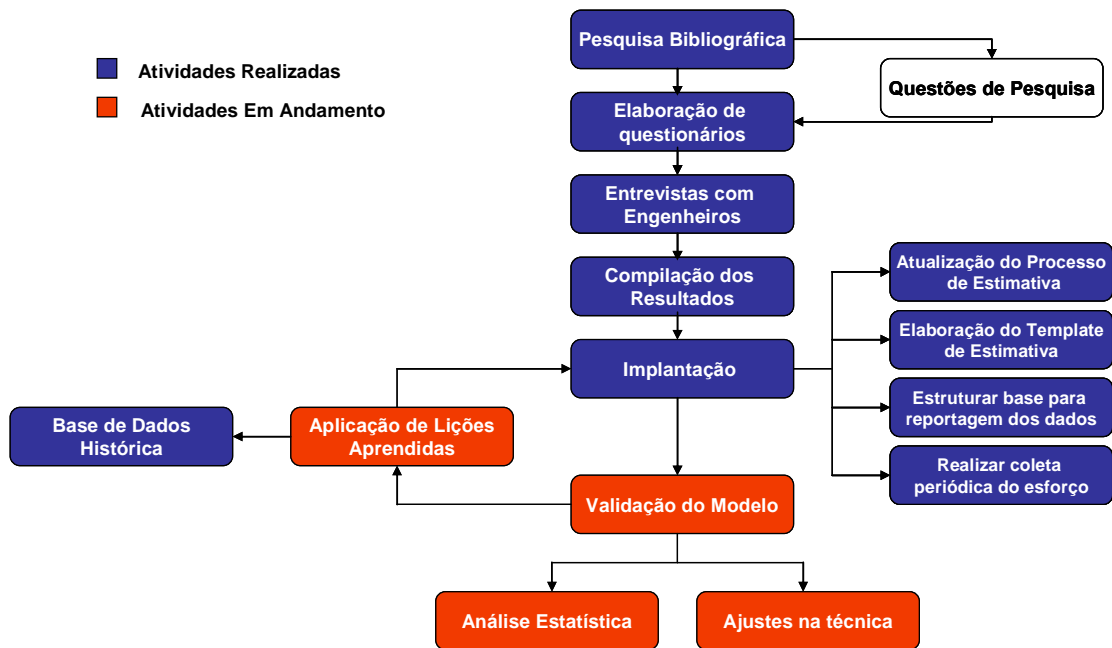 Atividades Realizadas
Atividades Em Andamento
Pesquisa Bibliográfica
Questões de Pesquisa
Elaboração de
questionários
Entrevistas com
Engenheiros
Compilação dos
Resultados
Implantação
Atualização do Processo
de Estimativa
Elaboração do Template
de Estimativa
Estruturar base para
reportagem dos dados
Realizar coleta
periódica do esforço
Base de Dados
Histórica
Aplicação de Lições
Aprendidas
Validação do Modelo
Análise Estatística
Ajustes na técnica